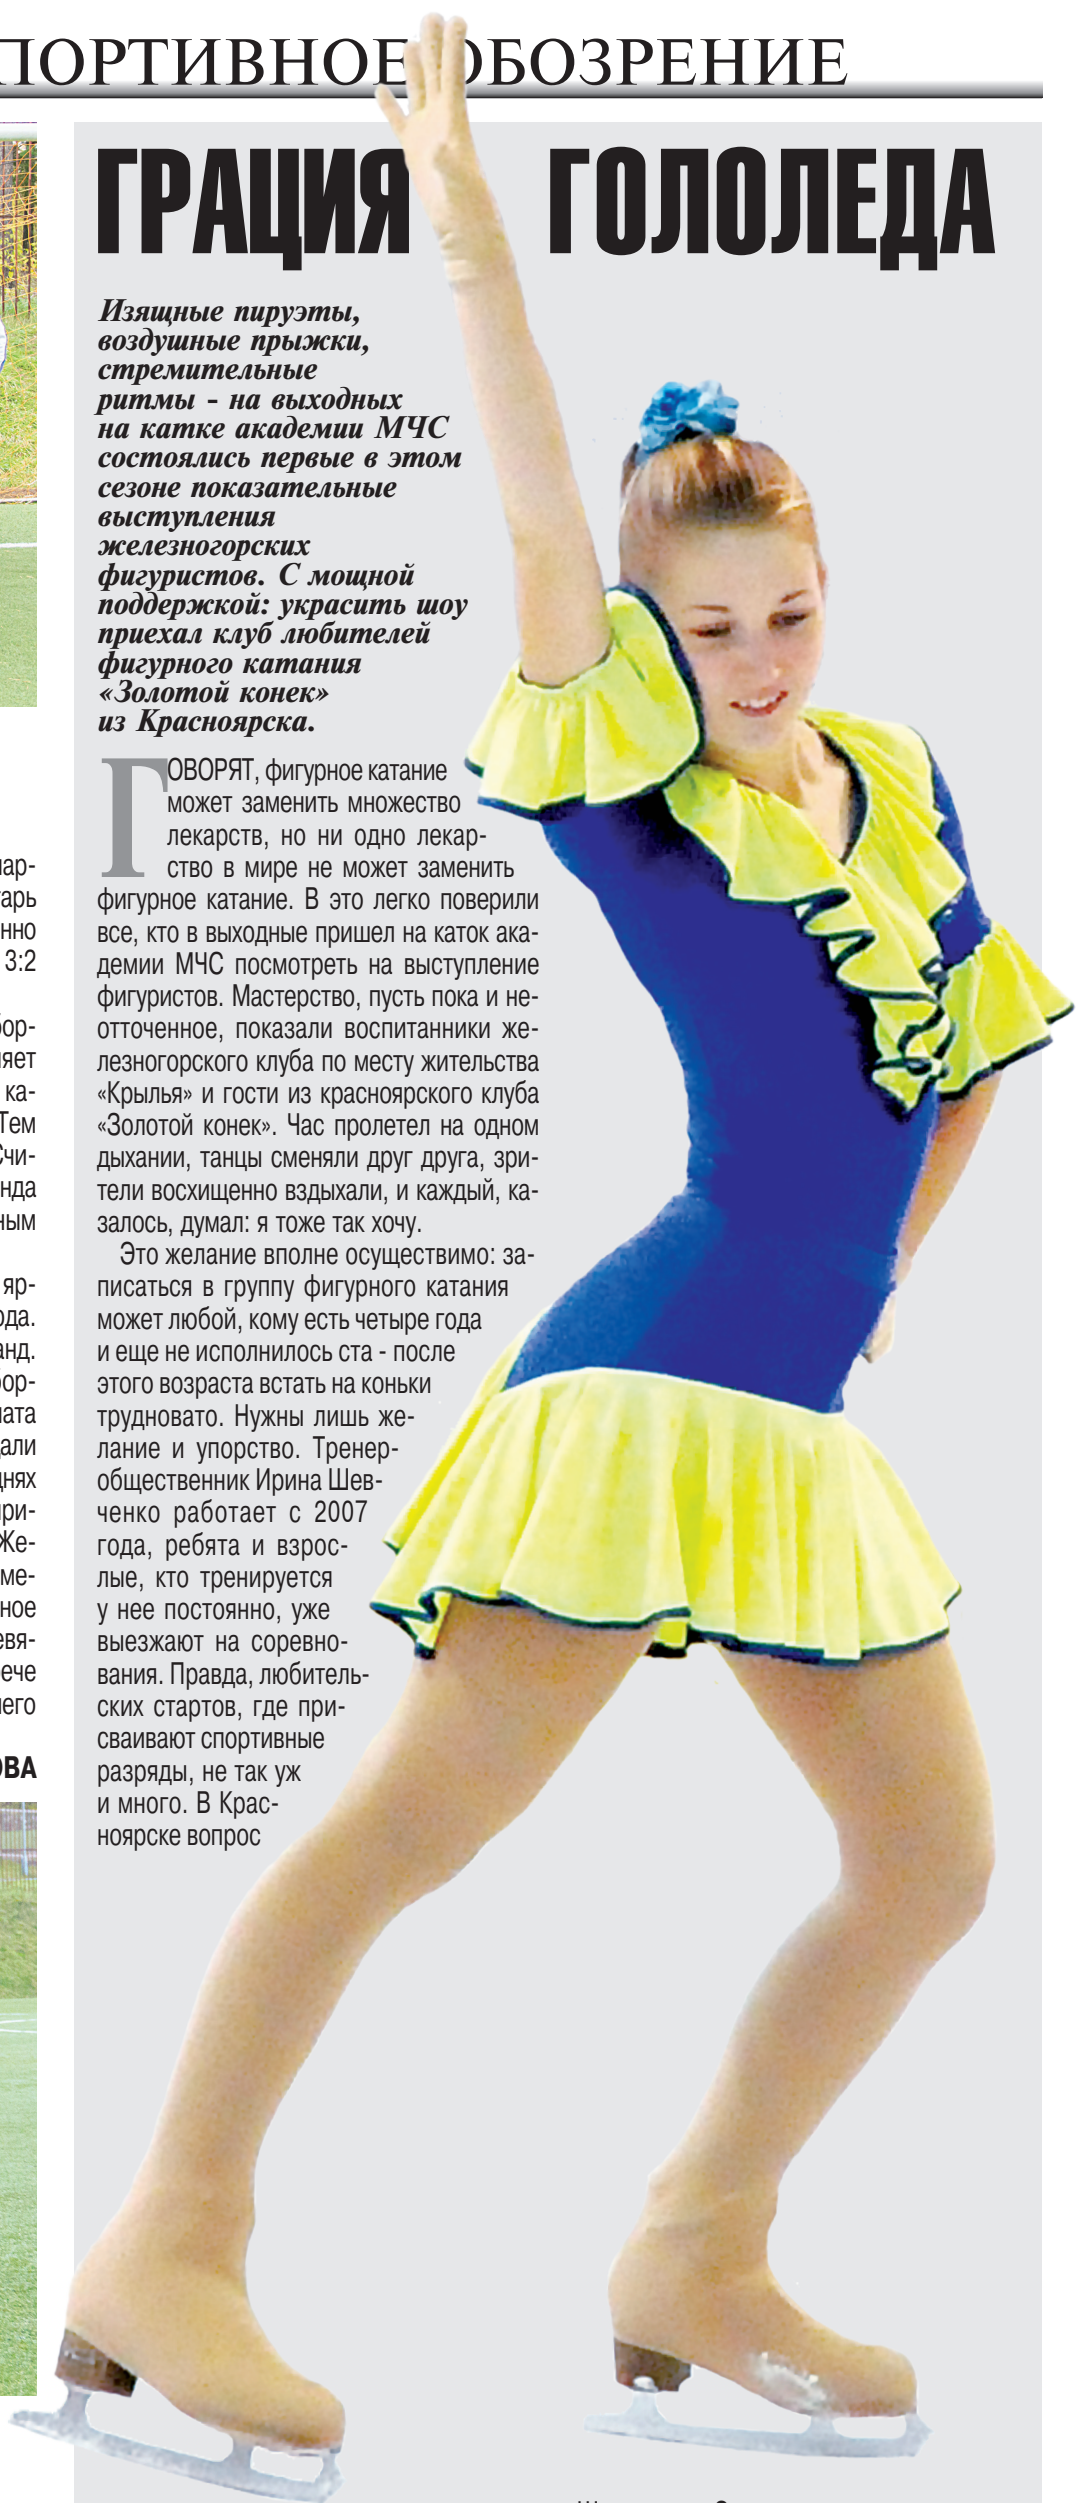 ПОРТИВНОЕ ОБОЗРЕНИЕ
ГРАЦИЯ ГОЛОЛЕДА
Изящные пируэты,
воздушные прыжки,
стремительные
ритмы - на выходных
на катке академии МЧС
состоялись первые в этом
сезоне показательные
выступления
железногорских
фигуристов. С мощной
поддержкой: украсить шоу
приехал клуб любителей
фигурного катания
«Золотой конек»
из Красноярска.
ГОВОРЯТ, фигурное катание
может заменить множество
лекарств, но ни одно лекар-
ство в мире не может заменить
фигурное катание. В это легко поверили
все, кто в выходные пришел на каток ака-
демии МЧС посмотреть на выступление
фигуристов. Мастерство, пусть пока и не-
отточенное, показали воспитанники же-
лезногорского клуба по месту жительства
«Крылья» и гости из красноярского клуба
«Золотой конек». Час пролетел на одном
дыхании, танцы сменяли друг друга, зри-
тели восхищенно вздыхали, и каждый, ка-
залось, думал: я тоже так хочу.
Это желание вполне осуществимо: за-
писаться в группу фигурного катания
может любой, кому есть четыре года
и еще не исполнилось ста - после
этого возраста встать на коньки
трудновато. Нужны лишь же-
лание и упорство. Тренер-
общественник Ирина Шев-
ченко работает с 2007
года, ребята и взрос-
лые, кто тренируется
у нее постоянно, уже
выезжают на соревно-
вания. Правда, любитель-
ских стартов, где при-
сваивают спортивные
разряды, не так уж
и много. В Крас-
ноярске вопрос
3:2
ка-
Тем
яр-